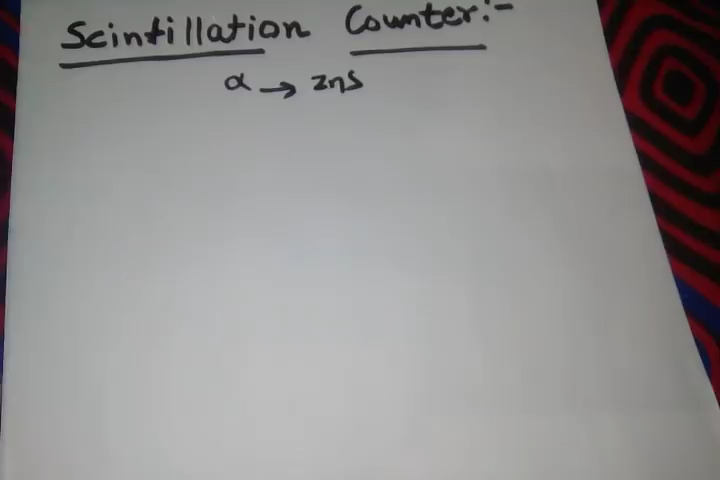 Scintillation Counter:-
α → ZnS